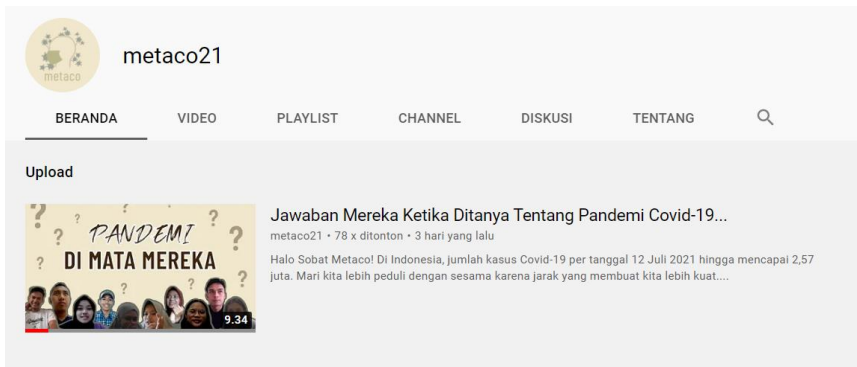 metaco
metaco21
BERANDA VIDEO PLAYLIST CHANNEL DISKUSI TENTANG
Upload
PANDEMI
DI MATA MEREKA
9.34
Jawaban Mereka Ketika Ditanya Tentang Pandemi Covid-19...
metaco21 • 78 x ditonton • 3 hari yang lalu
Halo Sobat Metaco! Di Indonesia, jumlah kasus Covid-19 per tanggal 12 Juli 2021 hingga mencapai 2,57
juta. Mari kita lebih peduli dengan sesama karena jarak yang membuat kita lebih kuat....